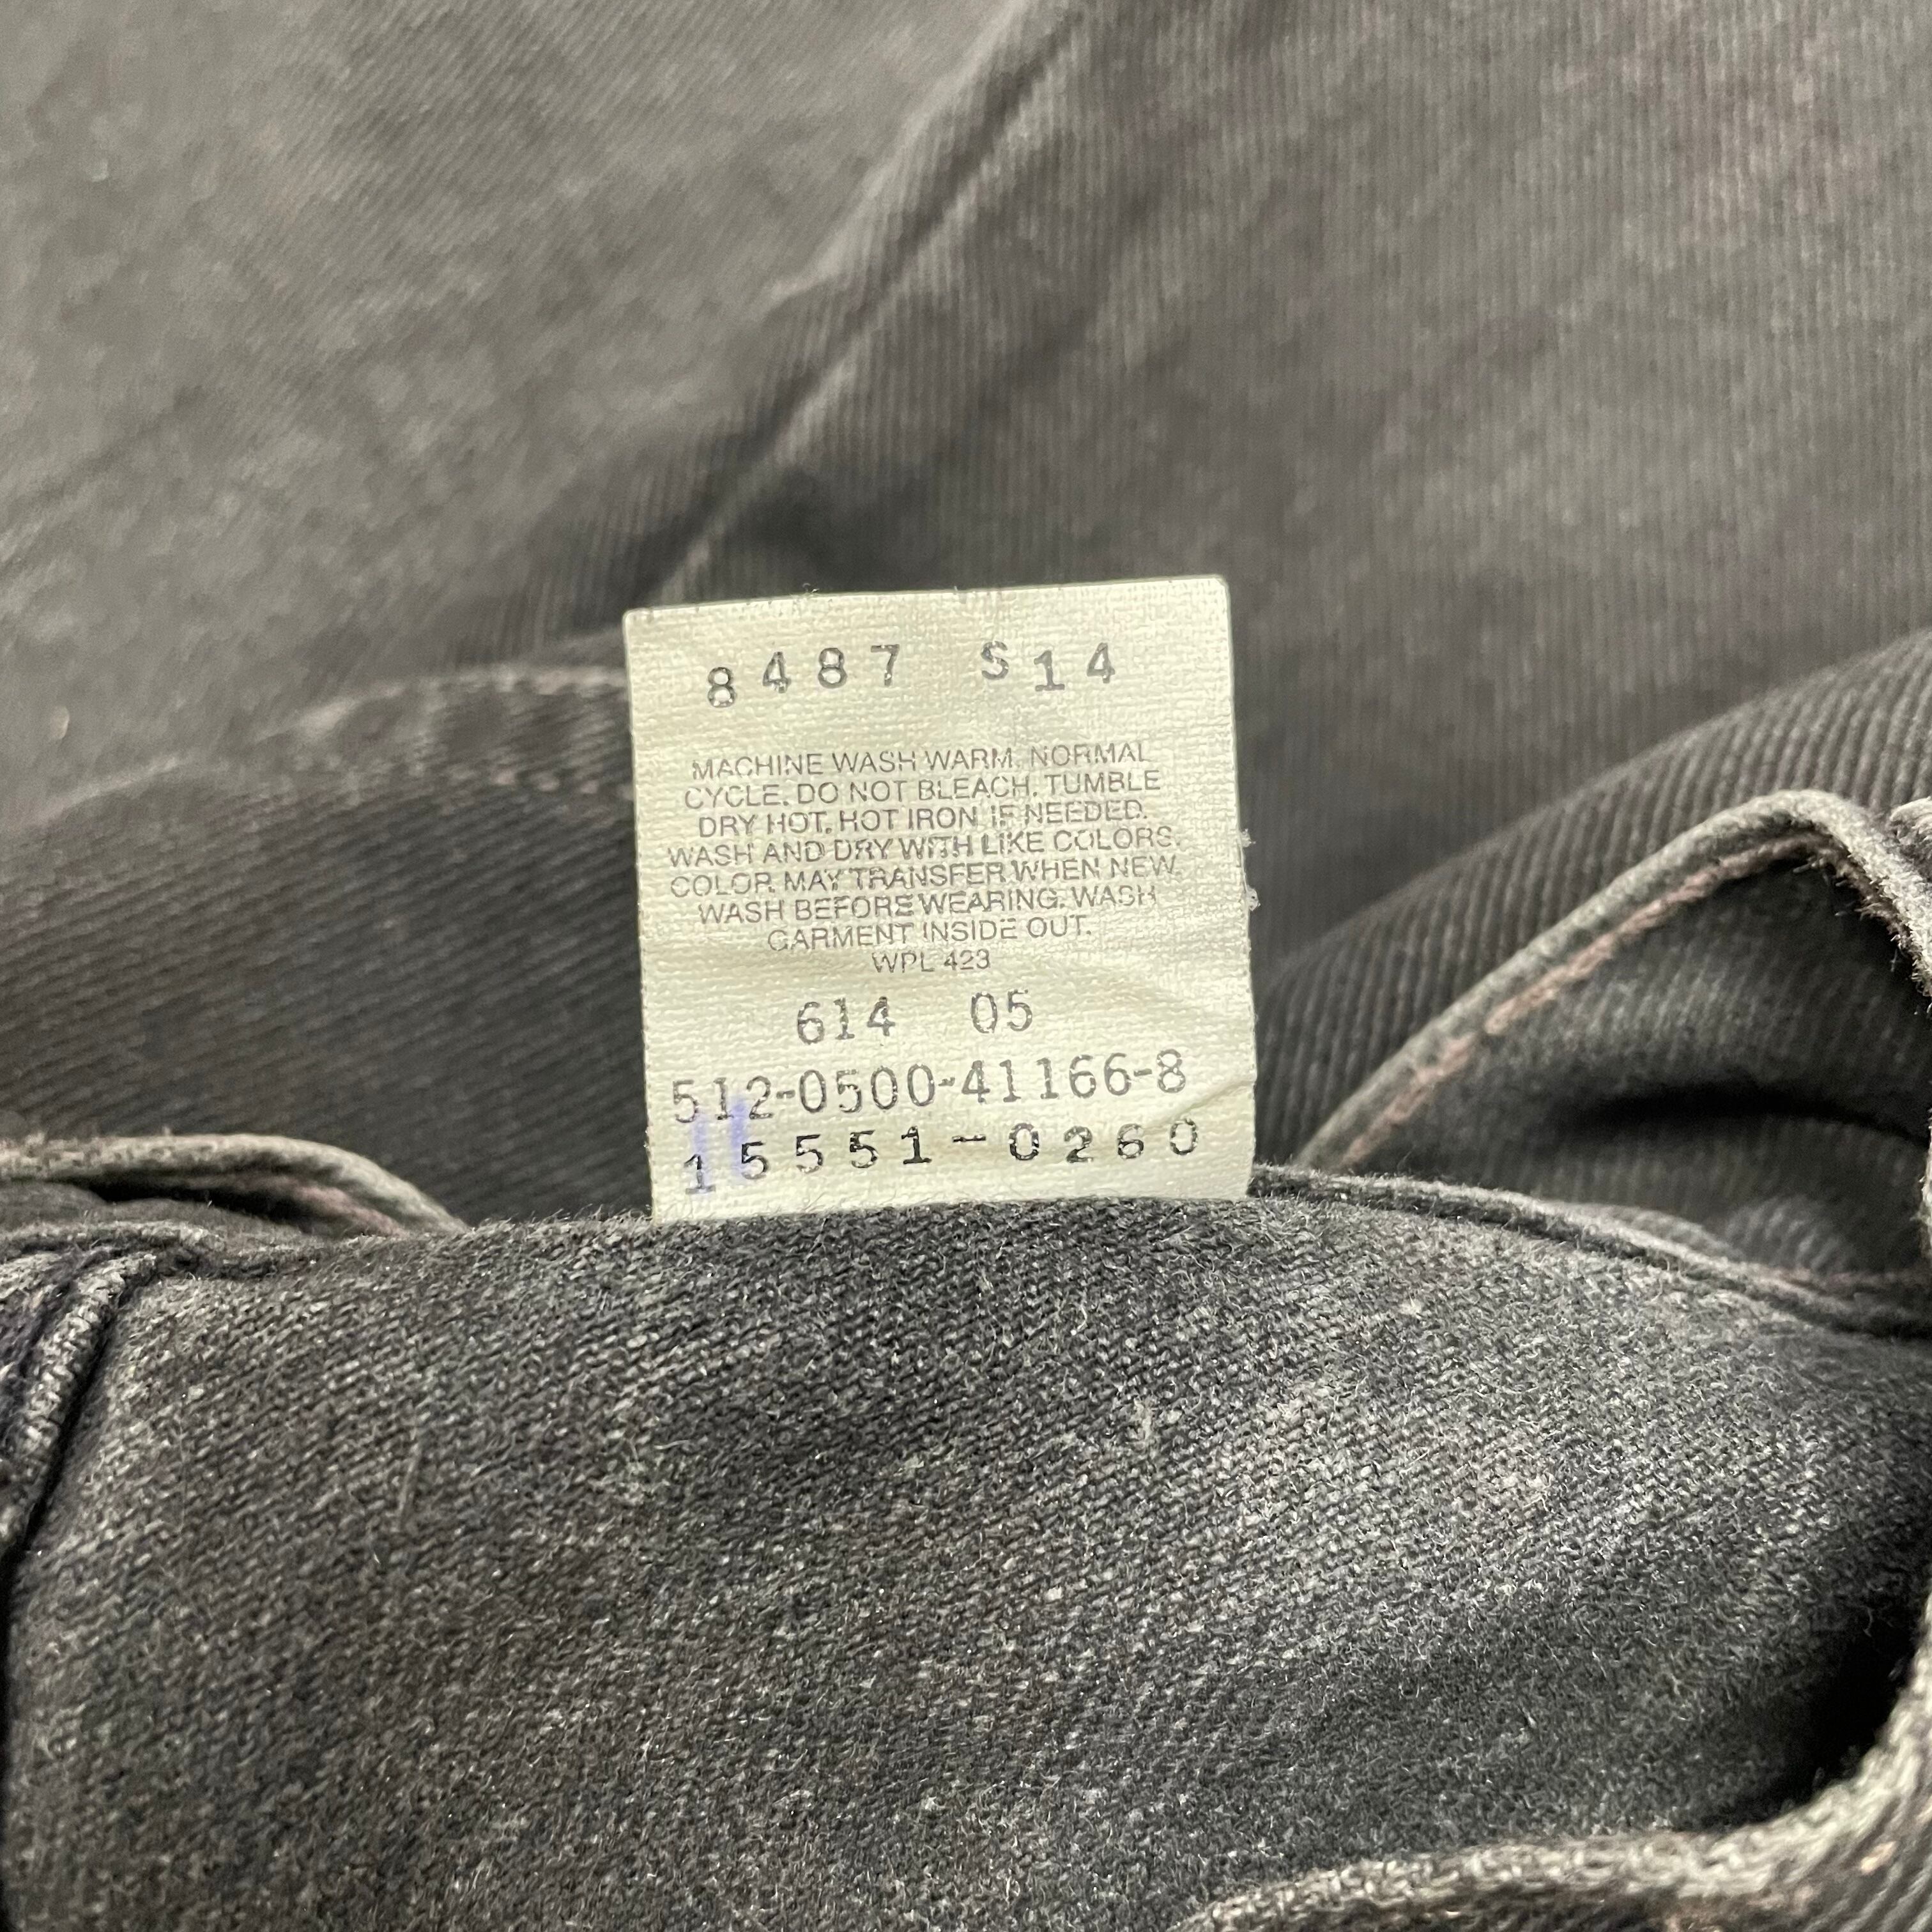 8487 S14
MACHINE WASH WARM, NORMAL
CYCLE. DO NOT BLEACH. TUMBLE
DRY HOT. HOT IRON IF NEEDED.
WASH AND DRY WITH LIKE COLORS.
COLOR MAY TRANSFER WHEN NEW.
WASH BEFORE WEARING. WASH
GARMENT INSIDE OUT.
WPL 423
614 05
512-0500-41166-8
15551-0260